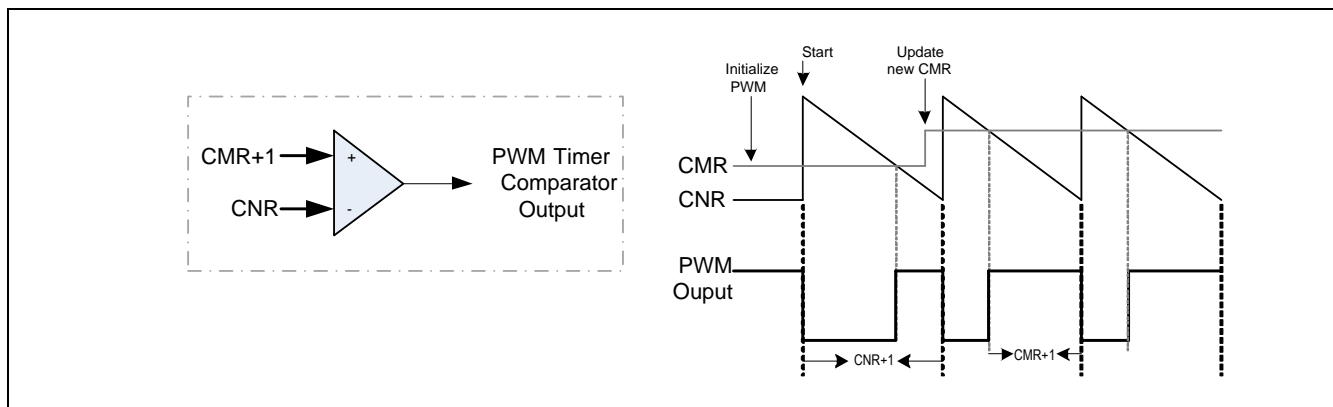 CMR+1
+
CNR
-
PWM Timer
Comparator
Output
Initialize
PWM
Start
Update
new CMR
CMR
CNR
PWM
Ouput
CNR+1
CMR+1